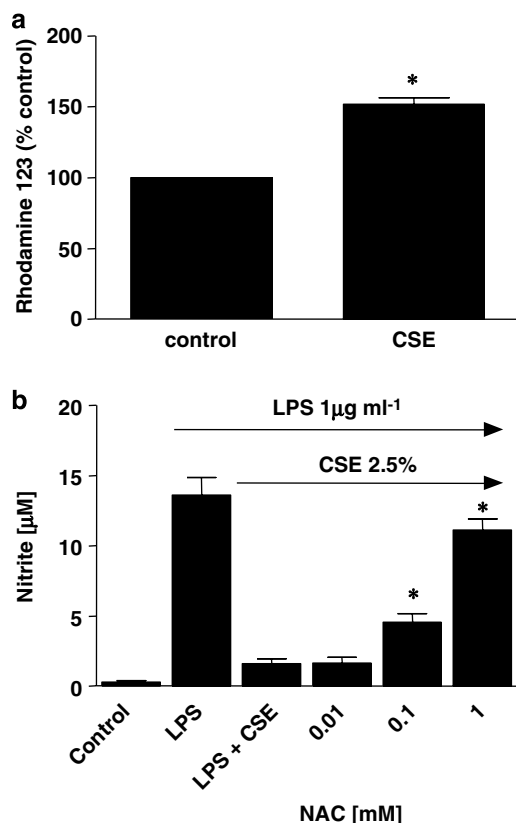 a
200
150
100
50
0
Rhodamine 123 (% control)
*
control
CSE
b
20
15
10
5
0
Nitrite [µM]
LPS 1µg ml-1
CSE 2.5%
*
*
Control
LPS
LPS + CSE
0.01
0.1
1
NAC [mM]